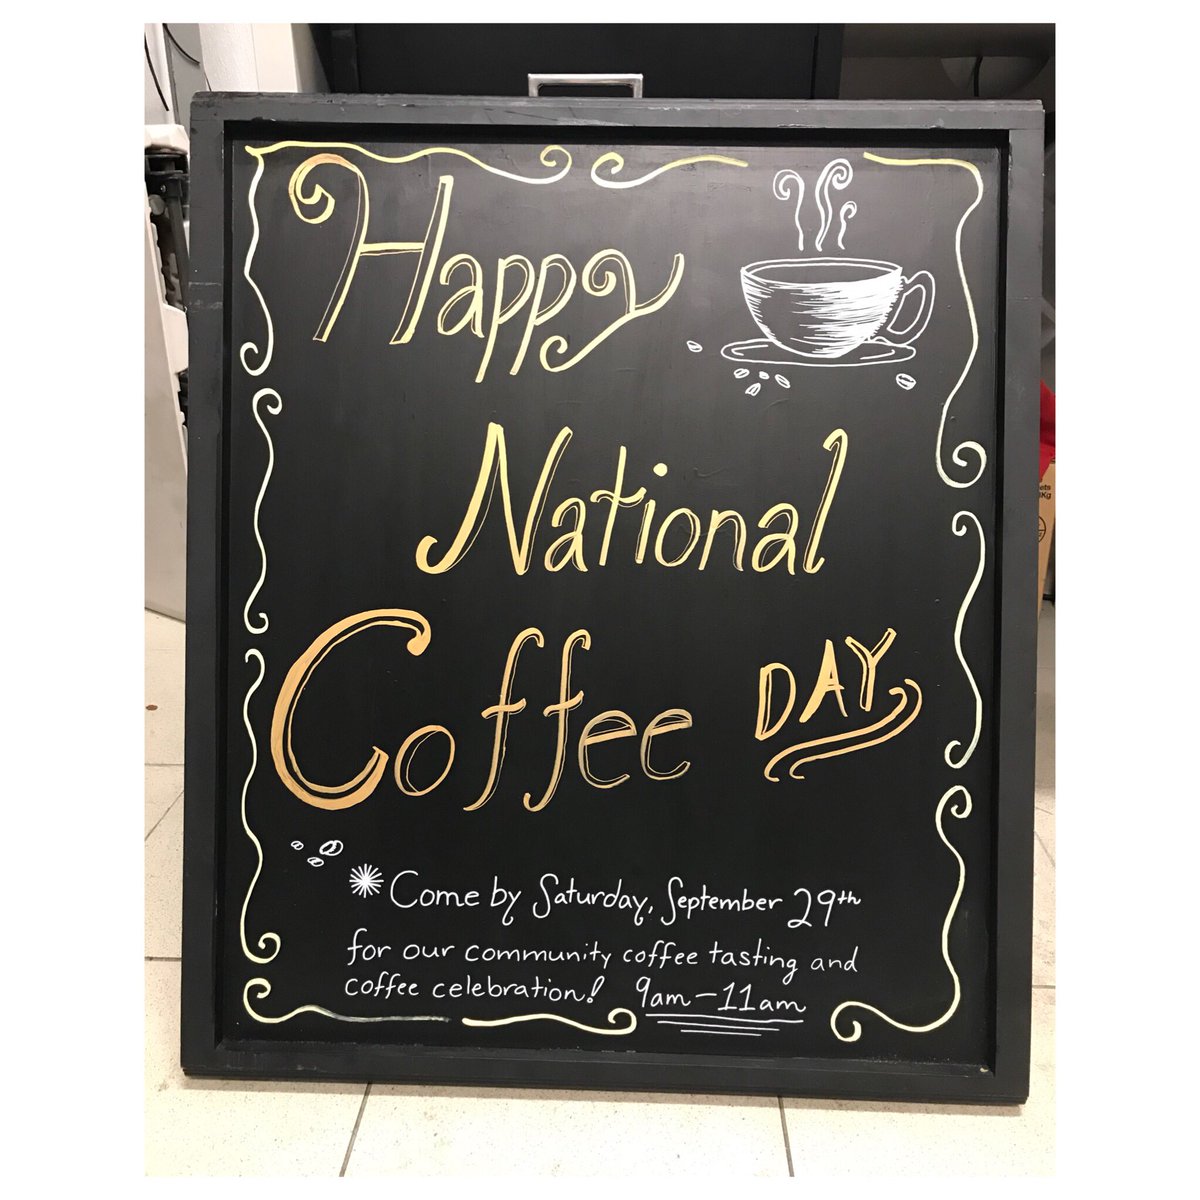 Happy
National
Coffee DAY
Come by Saturday, September 29th
for our community coffee tasting and
coffee celebration! 9am-11am